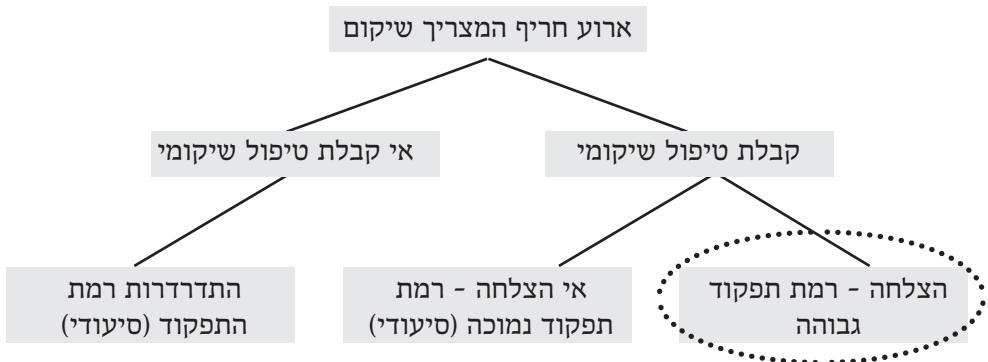 ארוע חריף המצריך שיקום
קבלת טיפול שיקומי
אי קבלת טיפול שיקומי
הצלחה - רמת תפקוד
גבוהה
אי הצלחה - רמת
תפקוד נמוכה (סיעודי)
התדרדרות רמת
התפקוד (סיעודי)